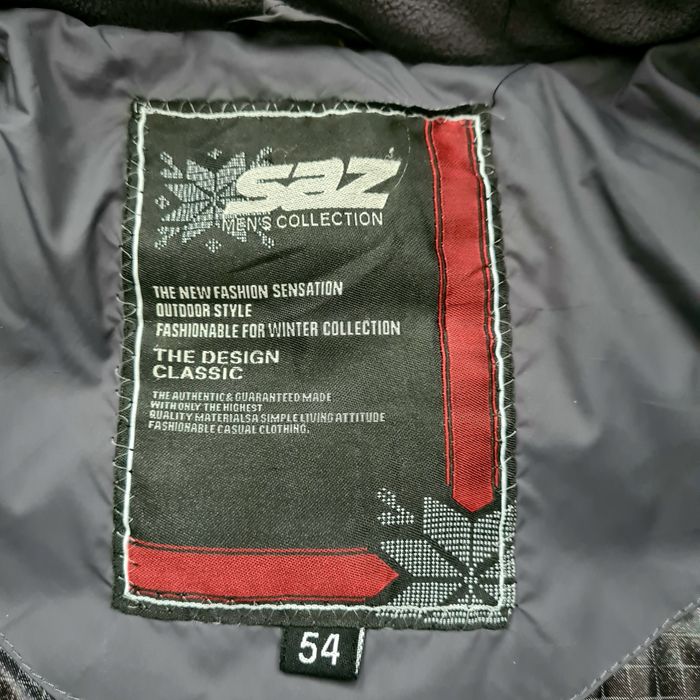 saz
MEN'S COLLECTION
THE NEW FASHION SENSATION
OUTDOOR STYLE
FASHIONABLE FOR WINTER COLLECTION
THE DESIGN
CLASSIC
THE AUTHENTIC & GUARANTEED MADE
WITH ONLY THE HIGHEST
QUALITY MATERIALSA SIMPLE LIVING ATTITUDE
FASHIONABLE CASUAL CLOTHING.
54